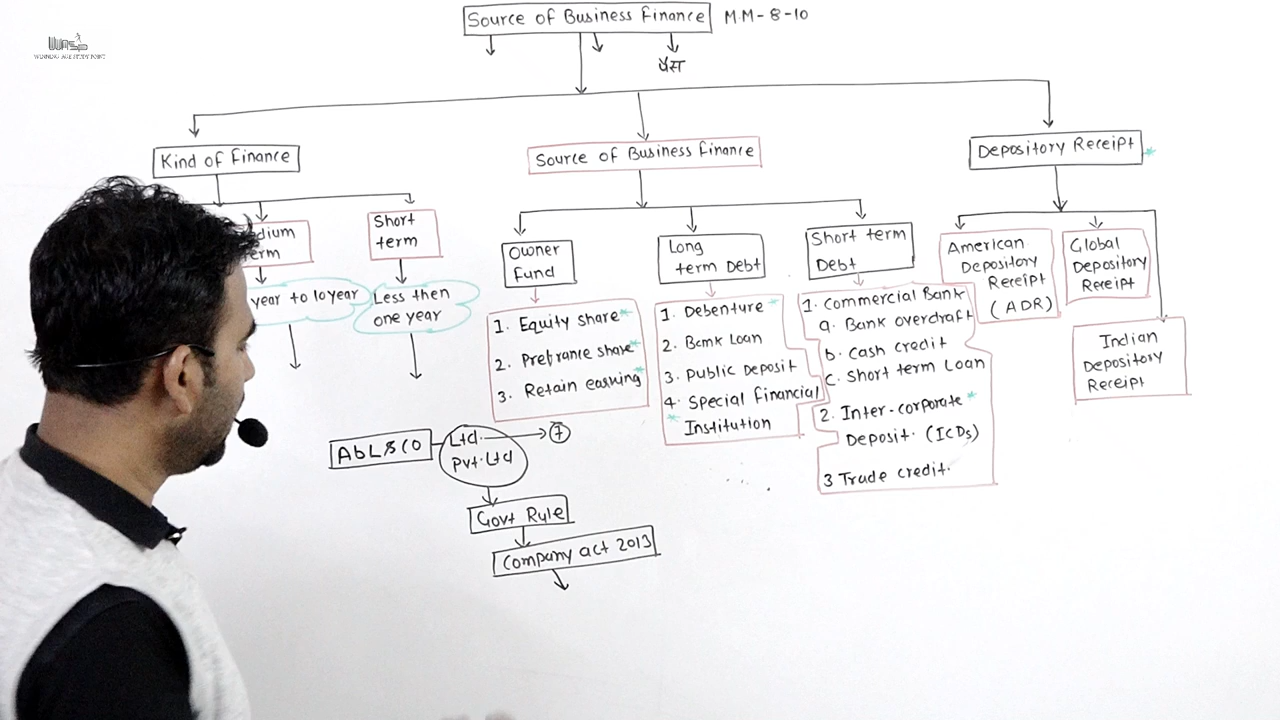 Source of Business Finance
M.M - 8-10
पैसा
Kind of Finance
Source of Business Finance
Depository Receipt *
dium
erm
Short
term
year to 10 year
Less then
one year
Owner
Fund
1. Equity share *
2. Prefrance share *
3. Retain earning *
Long
term Debt
1. Debenture *
2. Bank Loan
3. Public Deposit
4. Special Financial
* Institution
Short term
Debt
1. Commercial Bank
a. Bank overdraft
b. Cash credit
c. Short term Loan
2. Inter-corporate *
Deposit. (ICDs)
3 Trade credit.
American
Depository
Receipt
(ADR)
Global
Depository
Receipt
Indian
Depository
Receipt
AbL & CO
Ltd.
Pvt. Ltd
7
Govt Rule
Company act 2013